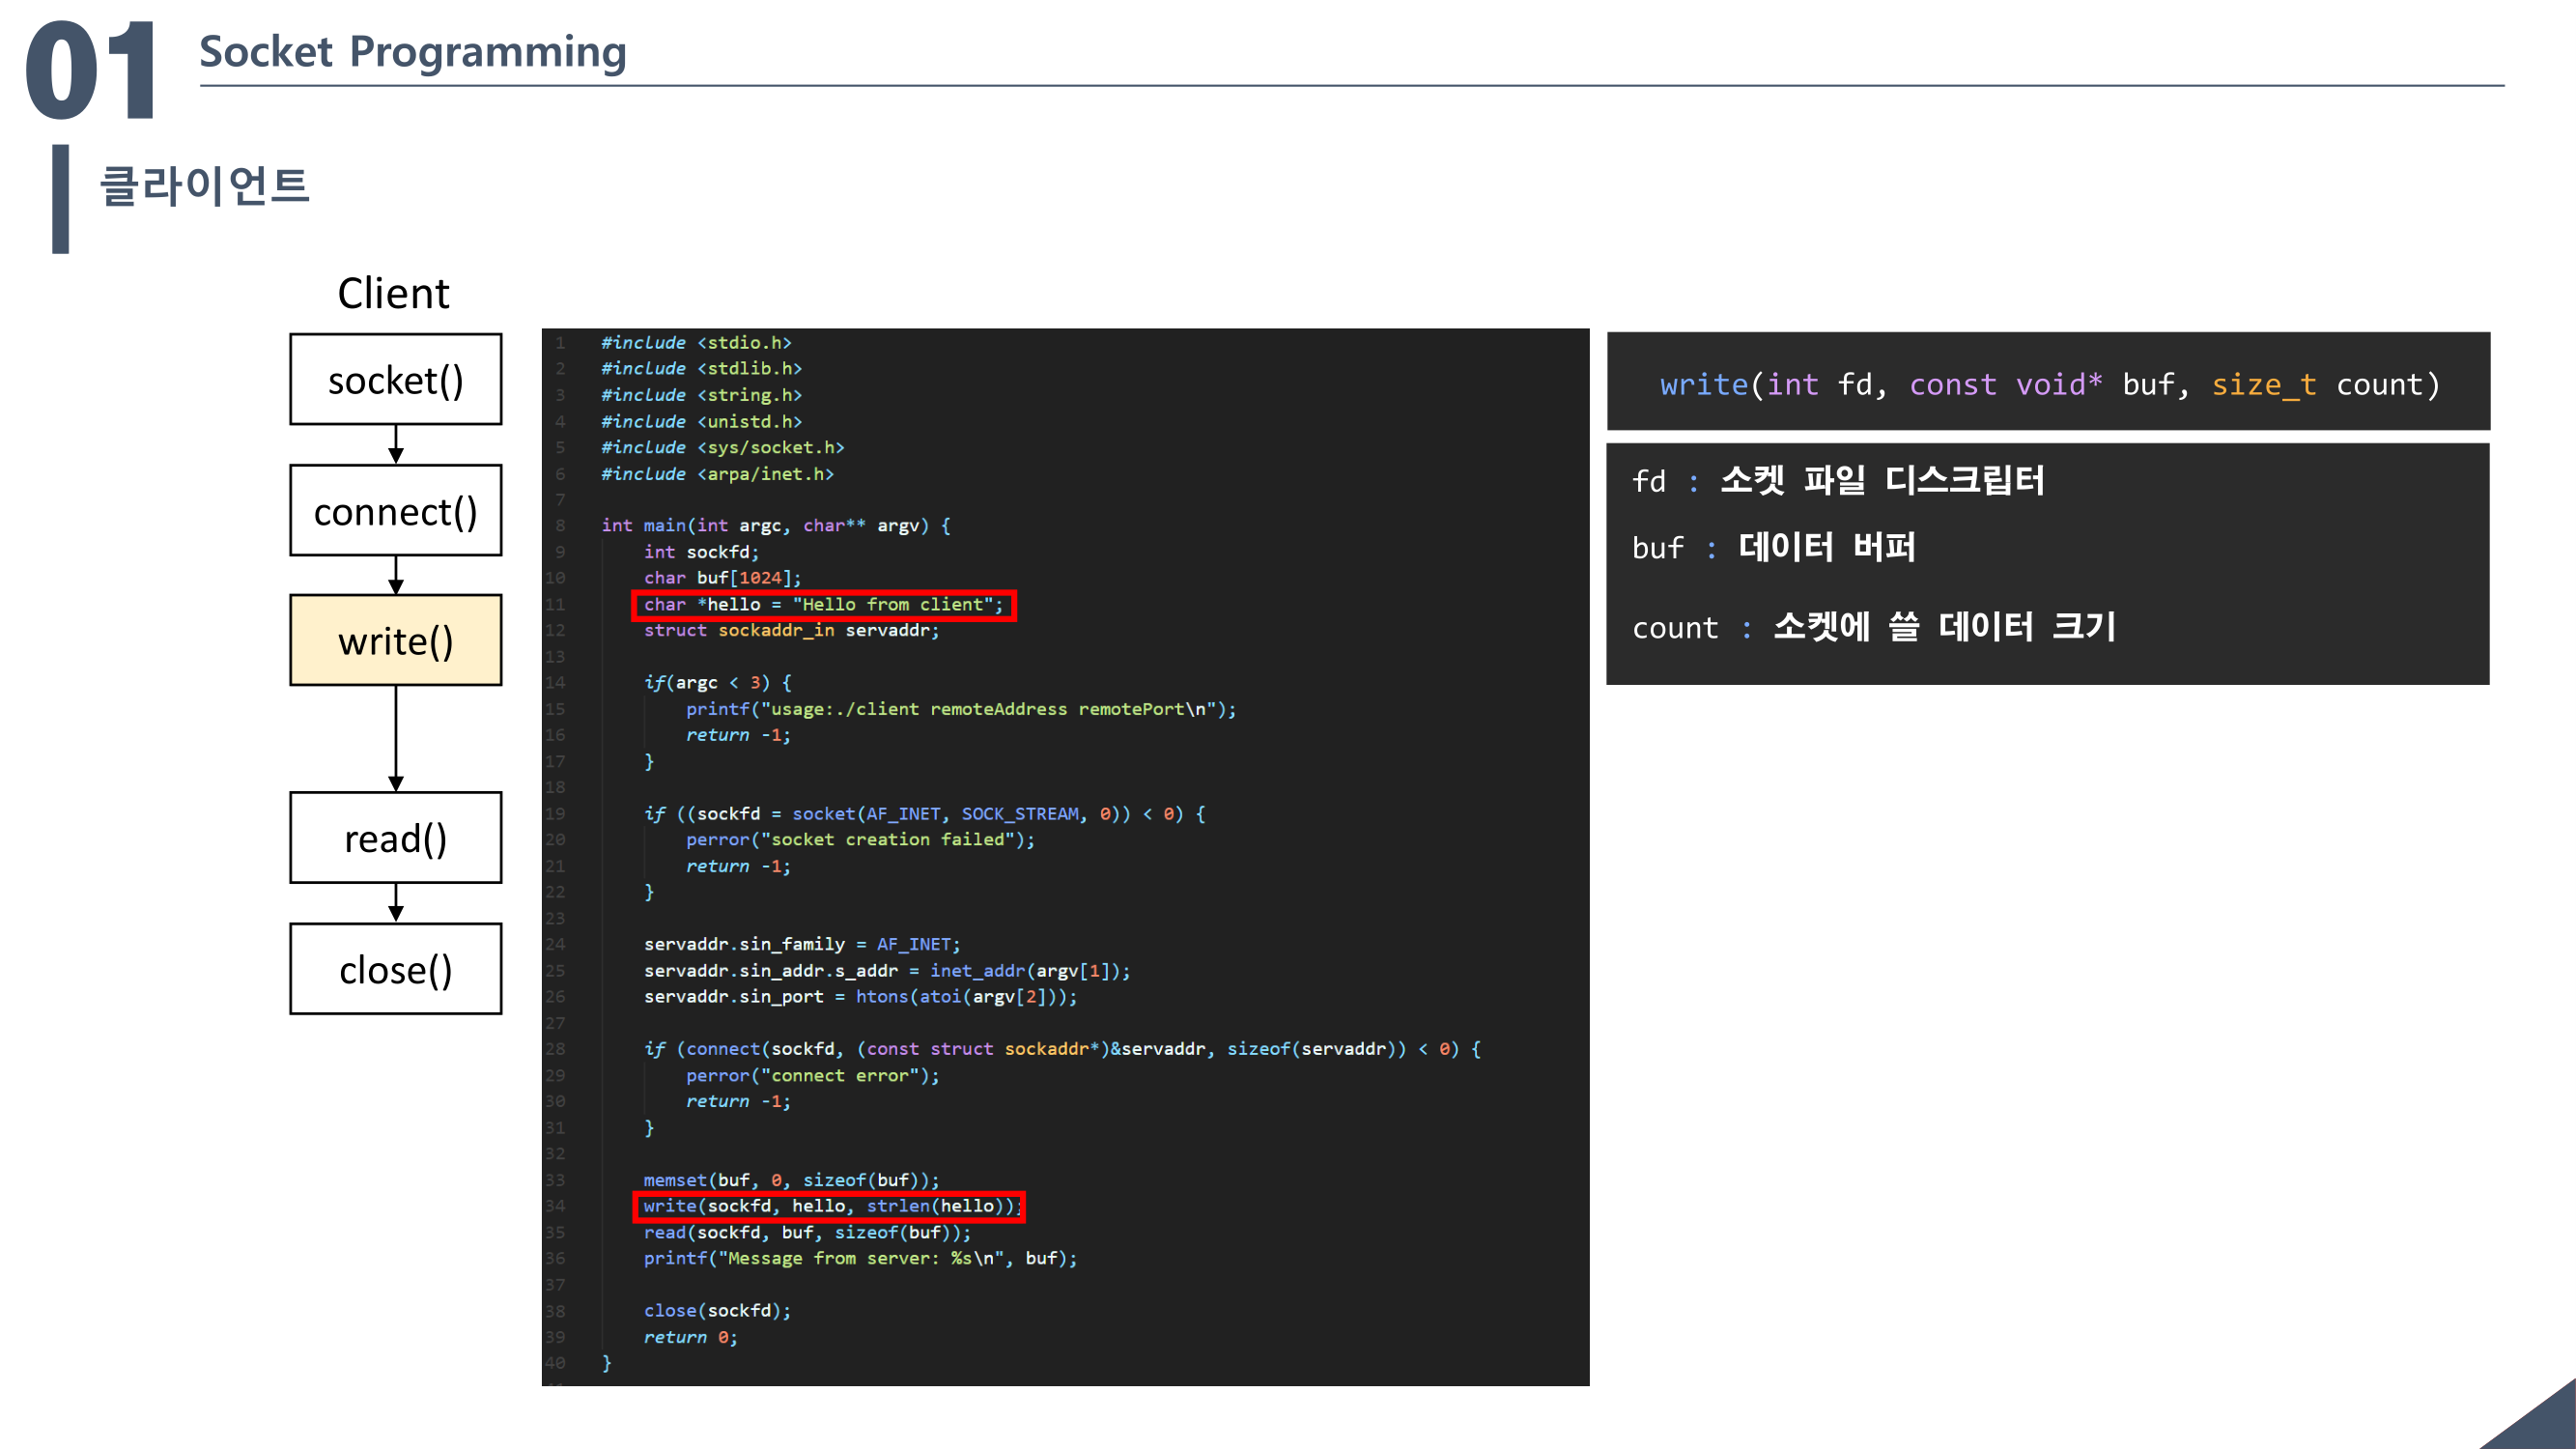 01
Socket Programming
클라이언트
Client
socket()
connect()
write()
read()
close()
1 #include <stdio.h>
2 #include <stdlib.h>
3 #include <string.h>
4 #include <unistd.h>
5 #include <sys/socket.h>
6 #include <arpa/inet.h>
7
8 int main(int argc, char** argv) {
9 int sockfd;
10 char buf[1024];
11 char *hello = "Hello from client";
12 struct sockaddr_in servaddr;
13
14 if(argc < 3) {
15 printf("usage:./client remoteAddress remotePort\n");
16 return -1;
17 }
18
19 if ((sockfd = socket(AF_INET, SOCK_STREAM, 0)) < 0) {
20 perror("socket creation failed");
21 return -1;
22 }
23
24 servaddr.sin_family = AF_INET;
25 servaddr.sin_addr.s_addr = inet_addr(argv[1]);
26 servaddr.sin_port = htons(atoi(argv[2]));
27
28 if (connect(sockfd, (const struct sockaddr*)&servaddr, sizeof(servaddr)) < 0) {
29 perror("connect error");
30 return -1;
31 }
32
33 memset(buf, 0, sizeof(buf));
34 write(sockfd, hello, strlen(hello));
35 read(sockfd, buf, sizeof(buf));
36 printf("Message from server: %s\n", buf);
37
38 close(sockfd);
39 return 0;
40 }
write(int fd, const void* buf, size_t count)
fd : 소켓 파일 디스크립터
buf : 데이터 버퍼
count : 소켓에 쓸 데이터 크기